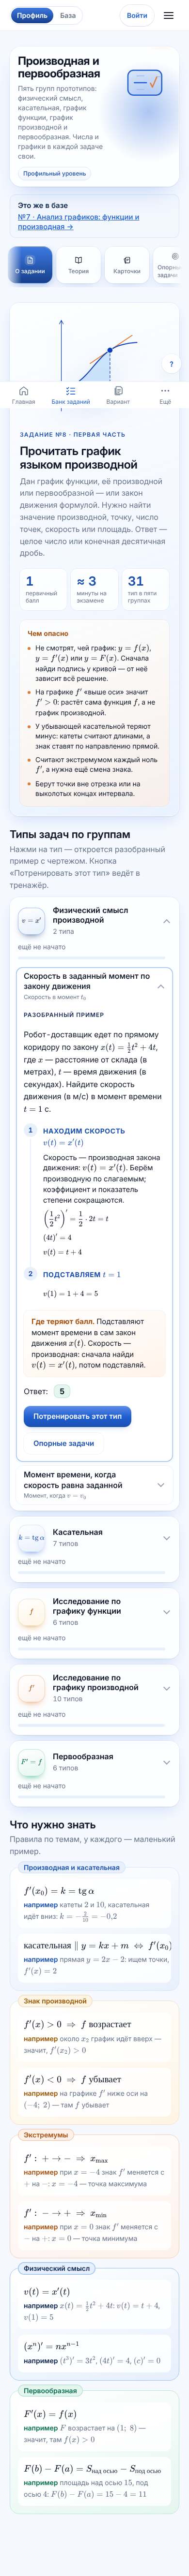 Профиль База Войти
Производная и
первообразная
Пять групп прототипов:
физический смысл,
касательная, график
функции, график
производной и
первообразная. Числа и
графики в каждой задаче
свои.
Профильный уровень
Это же в базе
№7 · Анализ графиков: функции и
производная →
О задании Теория Карточки Опорные
задачи
?
Главная Банк заданий Вариант Ещё
ЗАДАНИЕ №8 · ПЕРВАЯ ЧАСТЬ
Прочитать график
языком производной
Дан график функции, её производной
или первообразной — или закон
движения формулой. Нужно найти
значение производной, точку, число
точек, скорость или площадь. Ответ —
целое число или конечная десятичная
дробь.
1
первичный
балл
≈ 3
минуты на
экзамене
31
тип в пяти
группах
Чем опасно
Не смотрят, чей график: y = f(x),
y = f′(x) или y = F(x). Сначала
найди подпись у кривой — от неё
зависит всё решение.
На графике f′ «выше оси» значит
f′ > 0: растёт сама функция f, а не
график производной.
У убывающей касательной теряют
минус: катеты считают длинами, а
знак ставят по направлению прямой.
Считают экстремумом каждый ноль
f′, а нужна ещё смена знака.
Берут точки вне отрезка или на
выколотых концах интервала.
Типы задач по группам
Нажми на тип — откроется разобранный
пример с чертежом. Кнопка
«Потренировать этот тип» ведёт в
тренажёр.
v = x′
Физический смысл
производной
2 типа
ещё не начато
Скорость в заданный момент по
закону движения
Скорость в момент t₀
РАЗОБРАННЫЙ ПРИМЕР
Робот-доставщик едет по прямому
коридору по закону x(t) = ½t² + 4t,
где x — расстояние от склада (в
метрах), t — время движения (в
секундах). Найдите скорость
движения (в м/с) в момент времени
t = 1 с.
1 НАХОДИМ СКОРОСТЬ
v(t) = x′(t)
Скорость — производная закона
движения: v(t) = x′(t). Берём
производную по слагаемым;
коэффициент и показатель
степени сокращаются.
(1/2 t²)′ = 1/2 · 2t = t
(4t)′ = 4
v(t) = t + 4
2 ПОДСТАВЛЯЕМ t = 1
v(1) = 1 + 4 = 5
Где теряют балл. Подставляют
момент времени в сам закон
движения x(t). Скорость —
производная: сначала найди
v(t) = x′(t), потом подставляй.
Ответ: 5
Потренировать этот тип
Опорные задачи
Момент времени, когда
скорость равна заданной
Момент, когда v = v₀
k = tg α
Касательная
7 типов
ещё не начато
f
Исследование по
графику функции
6 типов
ещё не начато
f′
Исследование по
графику производной
10 типов
ещё не начато
F′ = f
Первообразная
6 типов
ещё не начато
Что нужно знать
Правила по темам, у каждого — маленький
пример.
Производная и касательная
f′(x₀) = k = tg α
например катеты 2 и 10, касательная
идёт вниз: k = −2/10 = −0,2
касательная ∥ y = kx + m ⇔ f′(x₀)
например прямая y = 2x − 2: ищем точки,
f′(x) = 2
Знак производной
f′(x) > 0 ⇒ f возрастает
например около x₂ график идёт вверх —
значит, f′(x₂) > 0
f′(x) < 0 ⇒ f убывает
например на графике f′ ниже оси на
(−4; 2) — там f убывает
Экстремумы
f′ : + → − ⇒ xmax
например при x = −4 знак f′ меняется с
+ на −: x = −4 — точка максимума
f′ : − → + ⇒ xmin
например при x = 0 знак f′ меняется с
− на +: x = 0 — точка минимума
Физический смысл
v(t) = x′(t)
например x(t) = ½t² + 4t: v(t) = t + 4,
v(1) = 5
(xⁿ)′ = nxⁿ⁻¹
например (t³)′ = 3t², (4t)′ = 4, (c)′ = 0
Первообразная
F′(x) = f(x)
например F возрастает на (1; 8) —
значит, там f(x) > 0
F(b) − F(a) = Sнад осью − Sпод осью
например площадь над осью 15, под
осью 4: F(b) − F(a) = 15 − 4 = 11